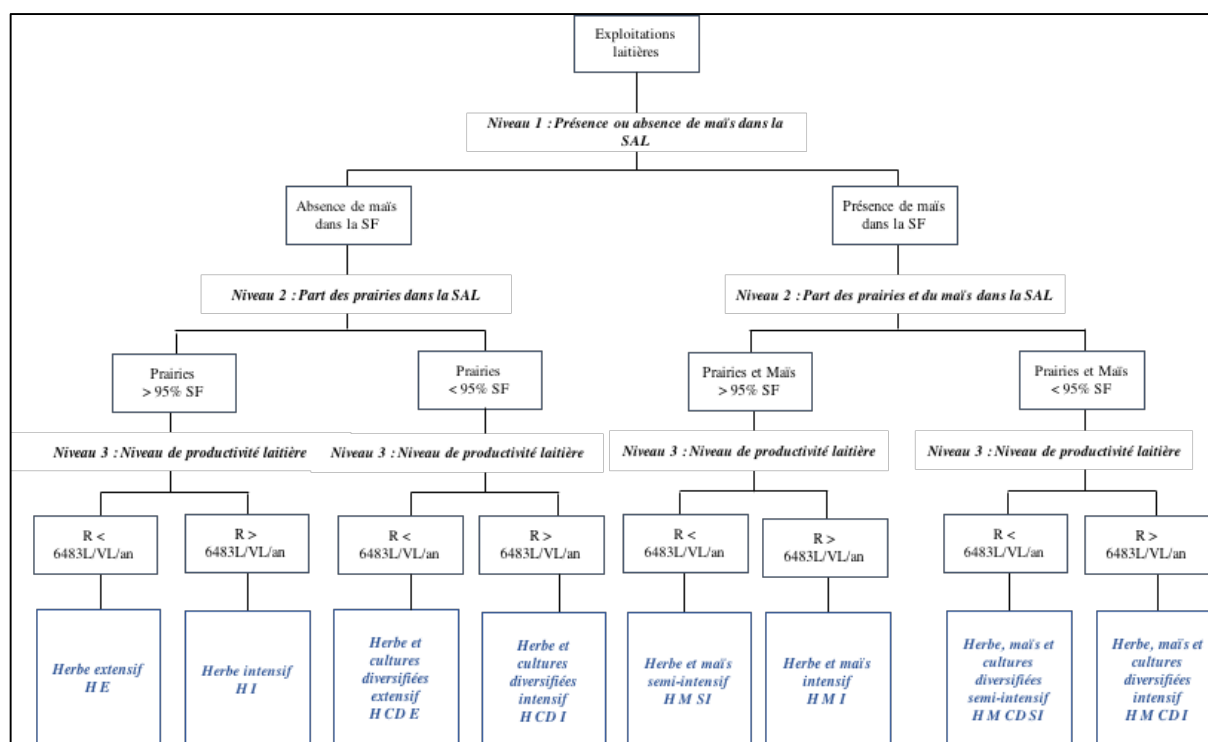 Exploitations
laitières
Niveau 1 : Présence ou absence de maïs dans la
SAL
Absence de maïs
dans la SF
Présence de maïs
dans la SF
Niveau 2 : Part des prairies dans la SAL
Niveau 2 : Part des prairies et du maïs dans la SAL
Prairies
> 95% SF
Prairies
< 95% SF
Prairies et Maïs
> 95% SF
Prairies et Maïs
< 95% SF
Niveau 3 : Niveau de productivité laitière
Niveau 3 : Niveau de productivité laitière
Niveau 3 : Niveau de productivité laitière
Niveau 3 : Niveau de productivité laitière
R <
6483L/VL/an
R >
6483L/VL/an
R <
6483L/VL/an
R >
6483L/VL/an
R <
6483L/VL/an
R >
6483L/VL/an
R <
6483L/VL/an
R >
6483L/VL/an
Herbe extensif
H E
Herbe intensif
H I
Herbe et
cultures
diversifiées
extensif
H CD E
Herbe et
cultures
diversifiées
intensif
H CD I
Herbe et maïs
semi-intensif
H M SI
Herbe et maïs
intensif
H M I
Herbe, maïs et
cultures
diversifiées
semi-intensif
H M CD SI
Herbe, maïs et
cultures
diversifiées
intensif
H M CD I